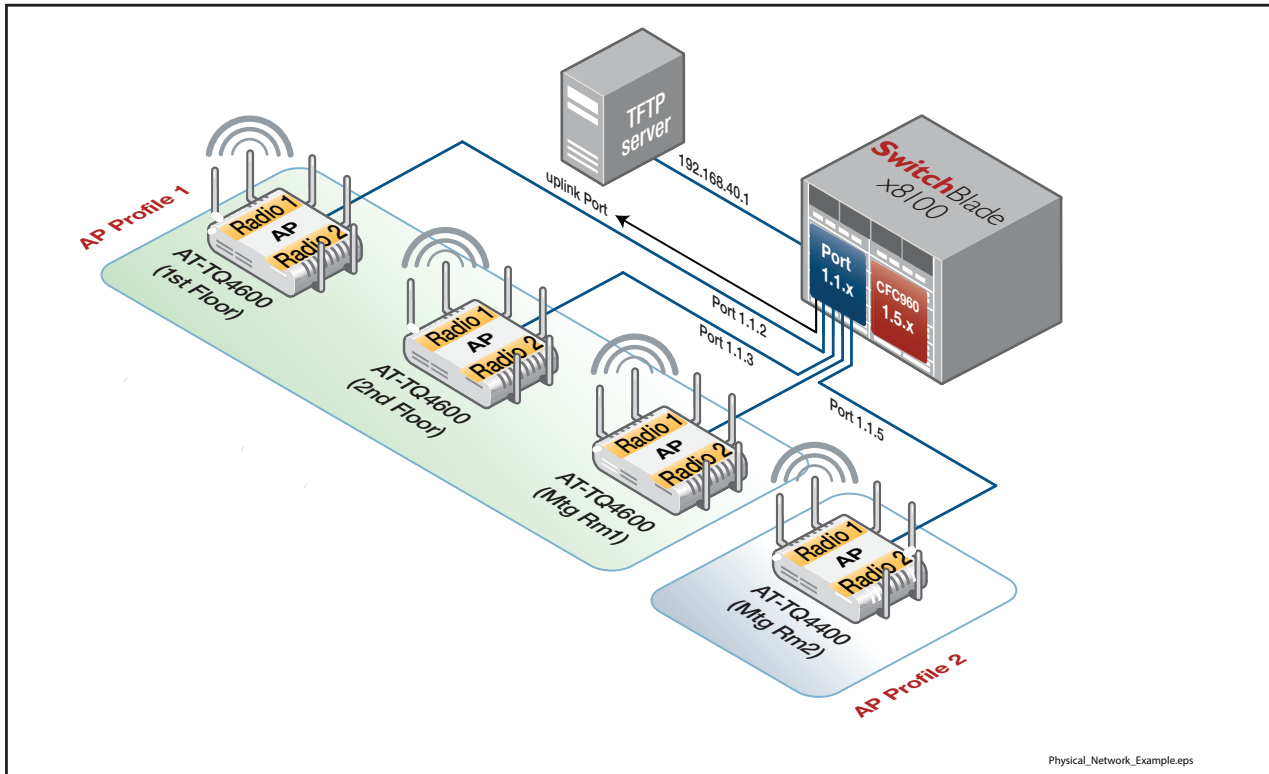 TFTP
server
192.168.40.1
SwitchBlade
x8100
Port
1.1.x
CFC960
1.5.x
uplink Port
Port 1.1.2
Port 1.1.3
Port 1.1.5
AP Profile 1
Radio 1
AP
Radio 2
AT-TQ4600
(1st Floor)
Radio 1
AP
Radio 2
AT-TQ4600
(2nd Floor)
Radio 1
AP
Radio 2
AT-TQ4600
(Mtg Rm1)
Radio 1
AP
Radio 2
AT-TQ4400
(Mtg Rm2)
AP Profile 2
Physical_Network_Example.eps